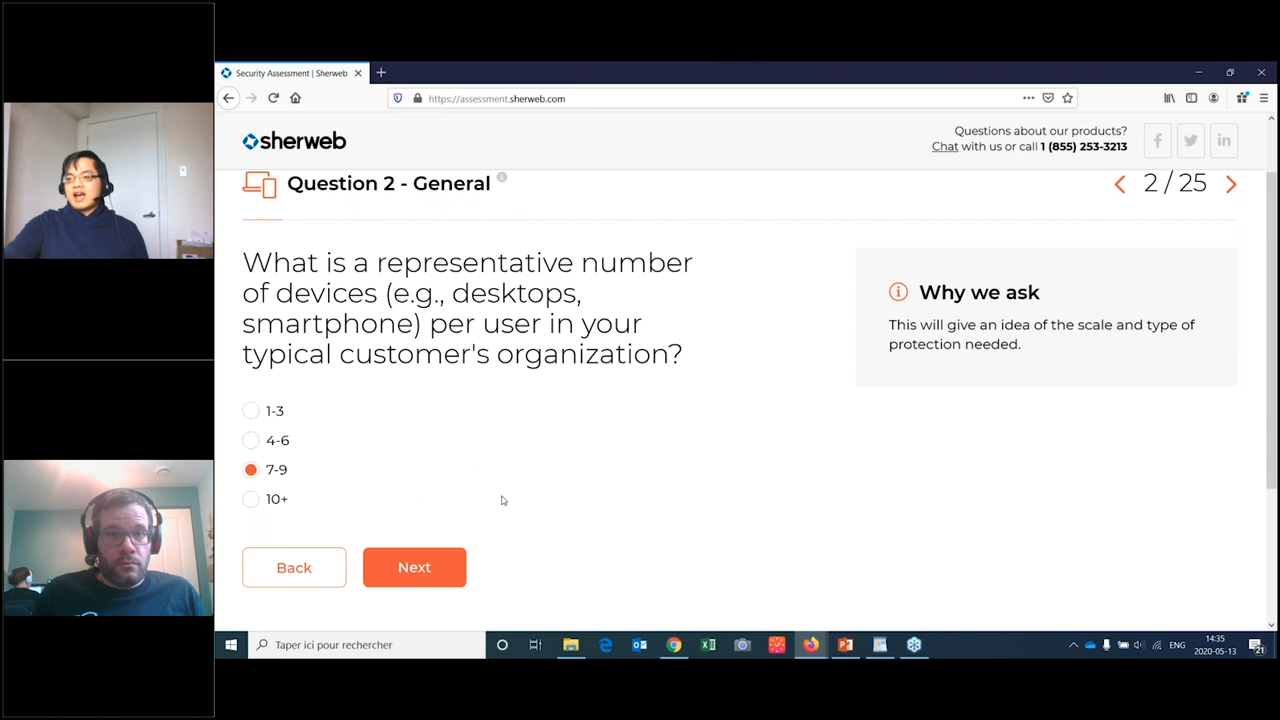 Security Assessment | Sherweb
https://assessment.sherweb.com
sherweb
Questions about our products?
Chat with us or call 1 (855) 253-3213
Question 2 - General
2 / 25
What is a representative number
of devices (e.g., desktops,
smartphone) per user in your
typical customer's organization?
Why we ask
This will give an idea of the scale and type of
protection needed.
1-3
4-6
7-9
10+
Back
Next
Taper ici pour rechercher
ENG
14:35
2020-05-13
21